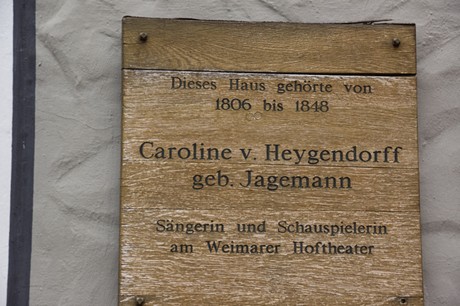 Dieses Haus gehörte von
1806 bis 1848
Caroline v. Heygendorff
geb. Jagemann
Sängerin und Schauspielerin
am Weimarer Hoftheater